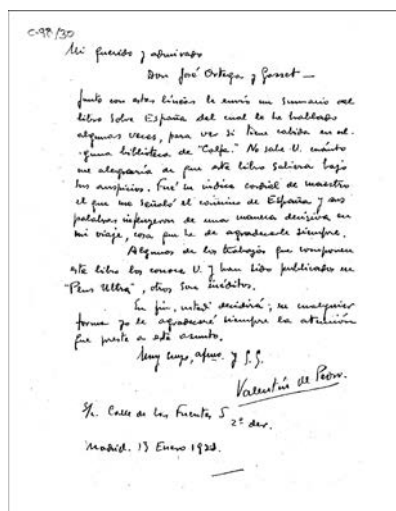 C-98/30
Mi querido y admirado
Don José Ortega y Gasset —
Junto con estas líneas le envío un sumario del
libro sobre España del cual le he hablado
algunas veces, para ver si tiene cabida en al-
guna biblioteca de "Calpe." No sabe U. cuánto
me alegraría de que este libro saliera bajo
sus auspicios. Fué su índice cordial de maestro
el que me señaló el camino de España y sus
palabras influyeron de una manera decisiva en
mi viaje, cosa que he de agradecerle siempre.
Algunos de los trabajos que componen
este libro los conoce U. y han sido publicados en
"Plus Ultra", otros son inéditos.
En fin, usted decidirá; en cualquier
forma yo le agradeceré siempre la atención
que preste a este asunto.
Muy suyo, afmo. y S.S.
Valentín de Pedro.
S/c. Calle de las Fuentes 5
2º der.
Madrid. 13 Enero